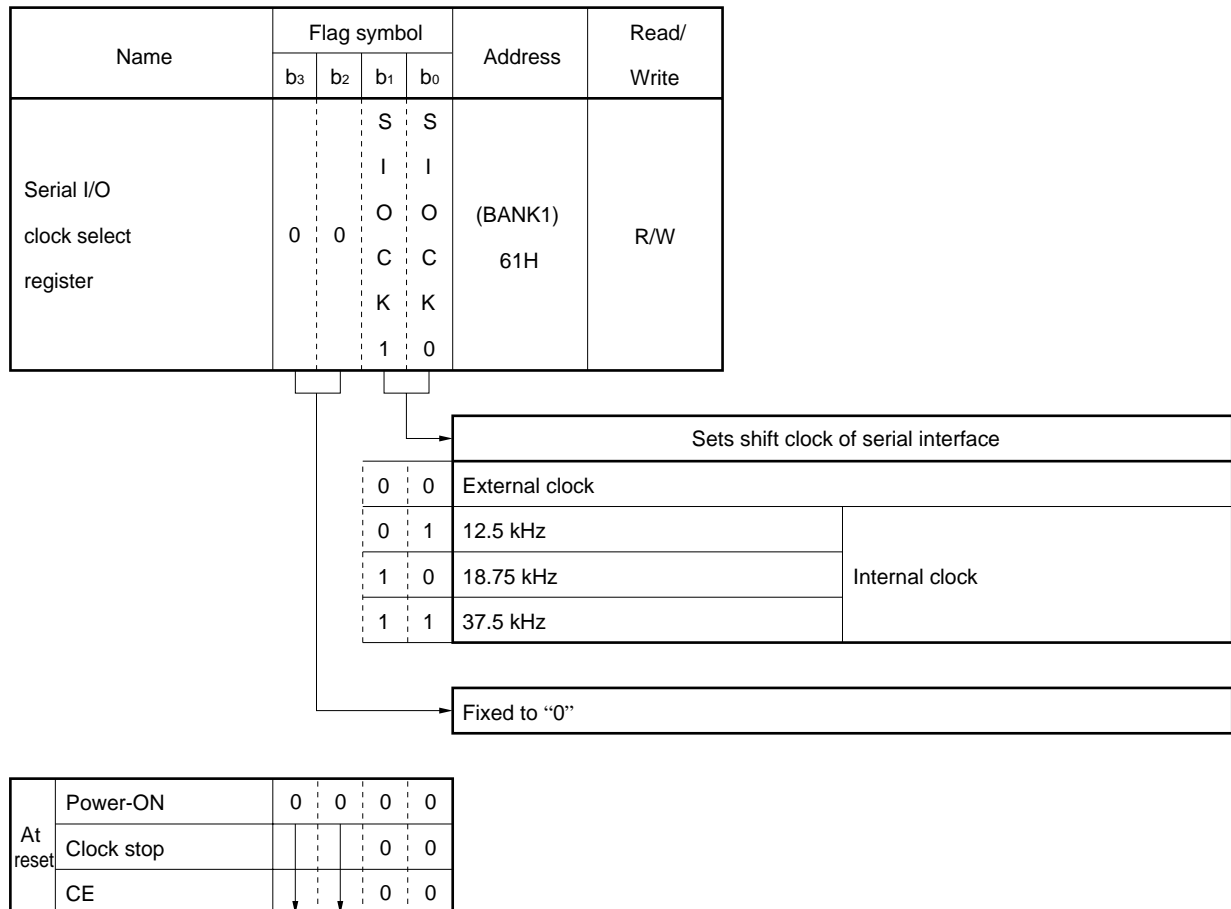 Name Flag symbol Address Read/
Write
b3 b2 b1 b0
Serial I/O
clock select
register
0 0
S
I
O
C
K
1
S
I
O
C
K
0
(BANK1)
61H
R/W
Sets shift clock of serial interface
0 0 External clock
0 1 12.5 kHz
1 0 18.75 kHz
1 1 37.5 kHz
Internal clock
Fixed to “0”
At
reset
Power-ON 0 0 0 0
Clock stop 0 0
CE 0 0